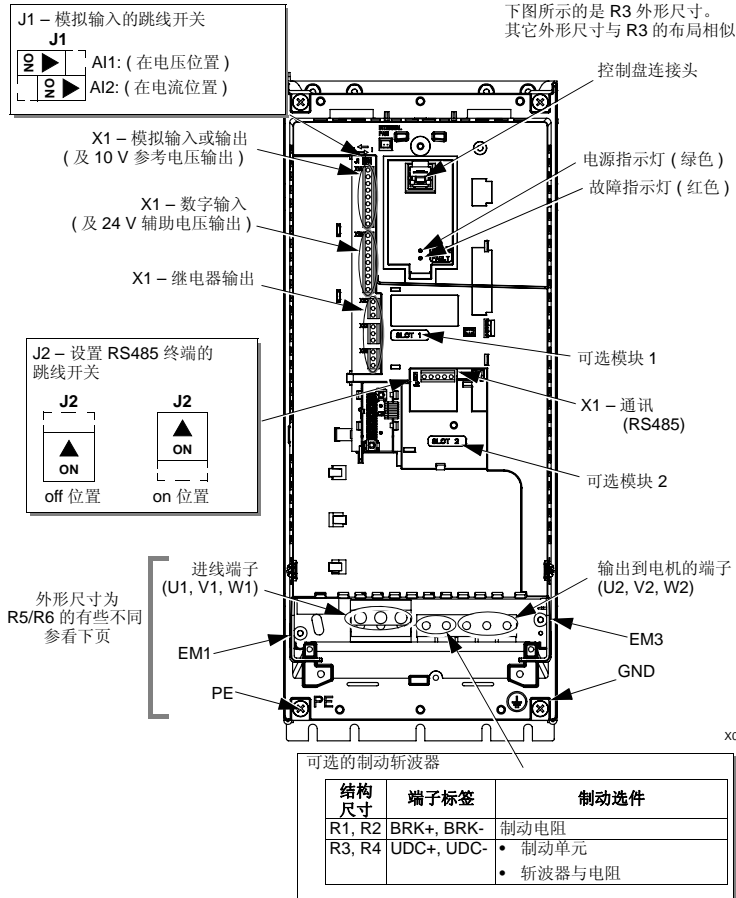 J1 – 模拟输入的跳线开关
J1
ON
AI1: ( 在电压位置 )
ON
AI2: ( 在电流位置 )
下图所示的是 R3 外形尺寸。
其它外形尺寸与 R3 的布局相似
控制盘连接头
X1 – 模拟输入或输出
( 及 10 V 参考电压输出 )
电源指示灯 ( 绿色 )
故障指示灯 ( 红色 )
X1 – 数字输入
( 及 24 V 辅助电压输出 )
X1 – 继电器输出
J1
SLOT 1
可选模块 1
J2 – 设置 RS485 终端的
跳线开关
J2
J2
ON
ON
off 位置
on 位置
X1 – 通讯
(RS485)
SLOT 2
可选模块 2
进线端子
(U1, V1, W1)
输出到电机的端子
(U2, V2, W2)
外形尺寸为
R5/R6 的有些不同
参看下页
EM1
EM3
PE
PE
GND
可选的制动斩波器
结构
尺寸
端子标签
制动选件
R1, R2
BRK+, BRK-
制动电阻
R3, R4
UDC+, UDC-
• 制动单元
• 斩波器与电阻